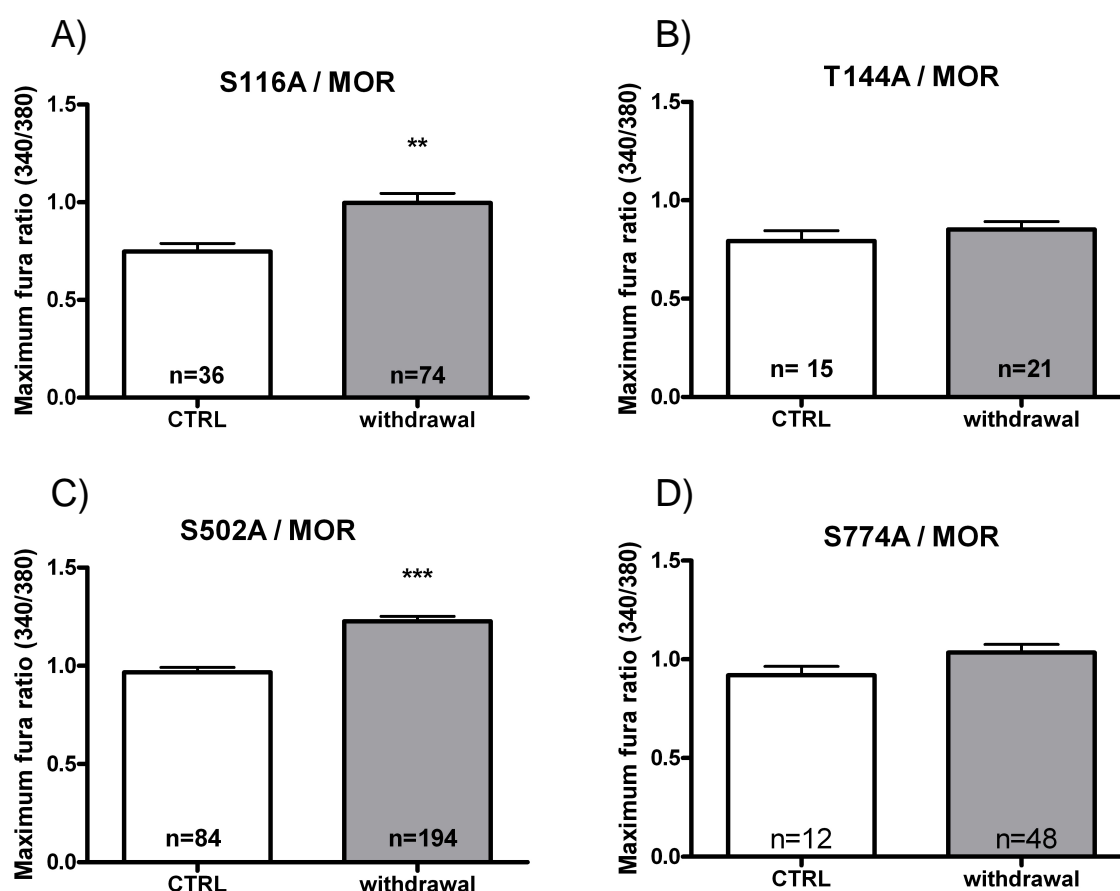 A)
S116A / MOR
Maximum fura ratio (340/380)
1.5
**
1.0
0.5
n=36
n=74
0.0
CTRL
withdrawal
B)
T144A / MOR
Maximum fura ratio (340/380)
1.5
1.0
0.5
n= 15
n=21
0.0
CTRL
withdrawal
C)
S502A / MOR
Maximum fura ratio (340/380)
1.5
***
1.0
0.5
n=84
n=194
0.0
CTRL
withdrawal
D)
S774A / MOR
Maximum fura ratio (340/380)
1.5
1.0
0.5
n=12
n=48
0.0
CTRL
withdrawal